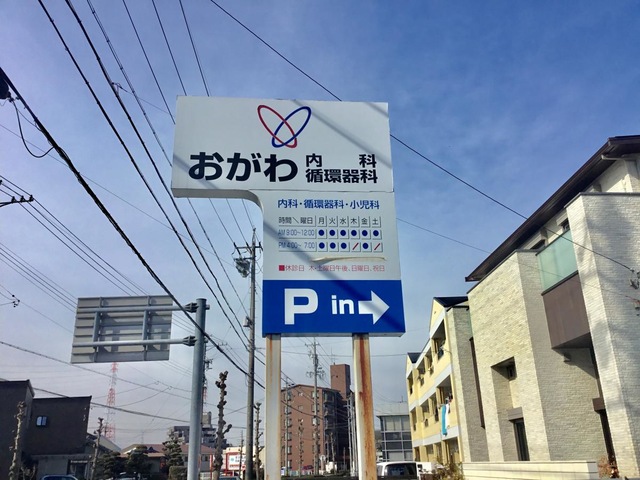 おがわ 内科
循環器科
内科・循環器科・小児科
時間／曜日 月 火 水 木 金 土
AM 9:00~12:00 ● ● ● ● ● ●
PM 4:00~7:00 ● ● ● ／ ● ／
■休診日 木・土曜日午後、日曜日、祝日
P in →